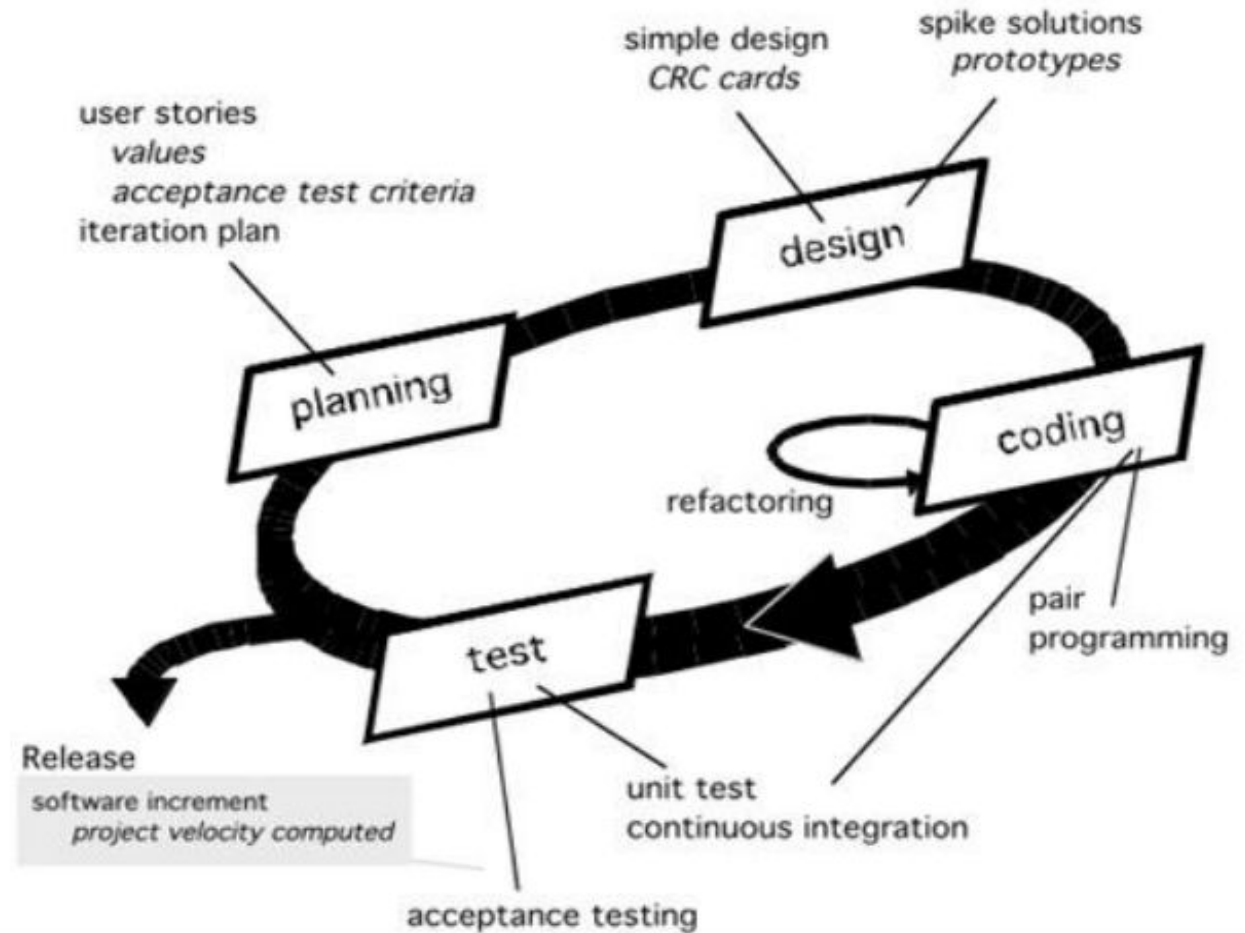 simple design
CRC cards
spike solutions
prototypes
user stories
values
acceptance test criteria
iteration plan
design
planning
coding
refactoring
pair
programming
test
Release
software increment
project velocity computed
unit test
continuous integration
acceptance testing